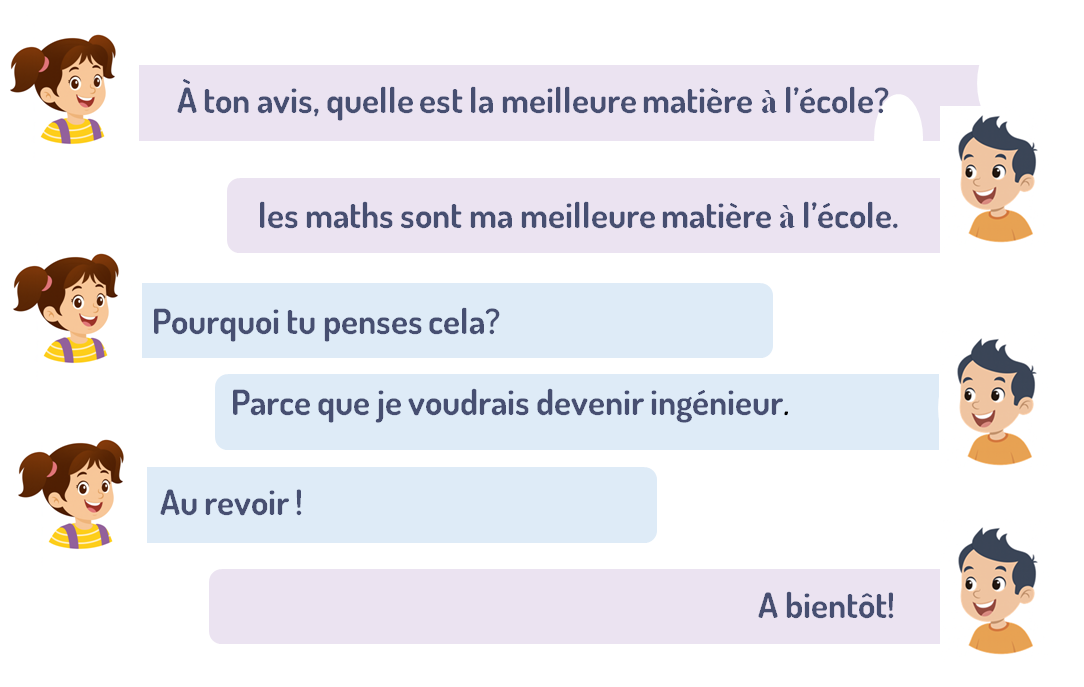 À ton avis, quelle est la meilleure matière à l'école?
les maths sont ma meilleure matière à l'école.
Pourquoi tu penses cela?
Parce que je voudrais devenir ingénieur.
Au revoir !
A bientôt!